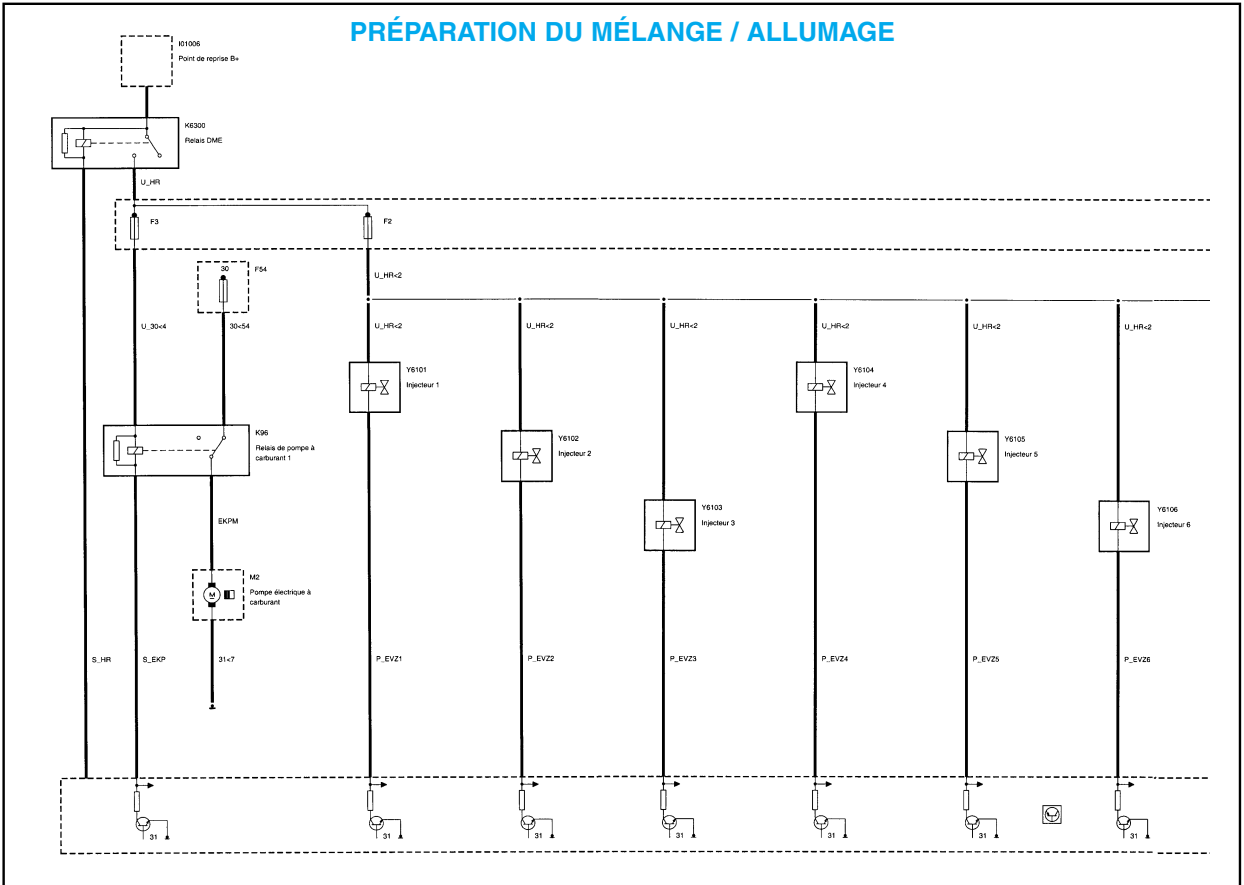 PRÉPARATION DU MÉLANGE / ALLUMAGE
I01006
Point de reprise B+
K6300
Relais DME
U_HR
F3
F2
30
F54
U_HR<2
U_30<4
30<54
U_HR<2
U_HR<2
U_HR<2
U_HR<2
U_HR<2
U_HR<2
Y6101
Injecteur 1
Y6104
Injecteur 4
K96
Relais de pompe à
carburant 1
Y6102
Injecteur 2
Y6105
Injecteur 5
Y6103
Injecteur 3
Y6106
Injecteur 6
EKPM
M2
Pompe électrique à
carburant
M
S_HR
S_EKP
31<7
P_EVZ1
P_EVZ2
P_EVZ3
P_EVZ4
P_EVZ5
P_EVZ6
31
31
31
31
31
31
31